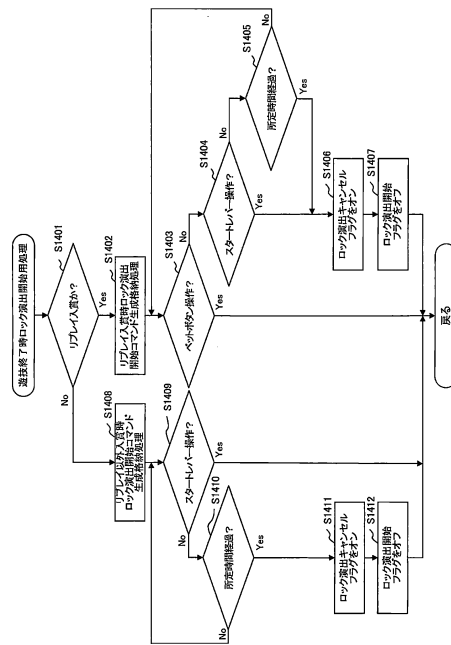 遊技終了時ロック演出開始用処理
S1401
リプレイ入賞か?
No
Yes
S1402
リプレイ入賞時ロック演出
開始コマンド生成格納処理
S1403
ベットボタン操作?
No
Yes
S1404
スタートレバー操作?
No
Yes
S1405
所定時間経過?
No
Yes
S1406
ロック演出キャンセル
フラグをオン
S1407
ロック演出開始
フラグをオフ
S1408
リプレイ以外入賞時
ロック演出開始コマンド
生成格納処理
S1409
スタートレバー操作?
No
Yes
S1410
所定時間経過?
No
Yes
S1411
ロック演出キャンセル
フラグをオン
S1412
ロック演出開始
フラグをオフ
戻る